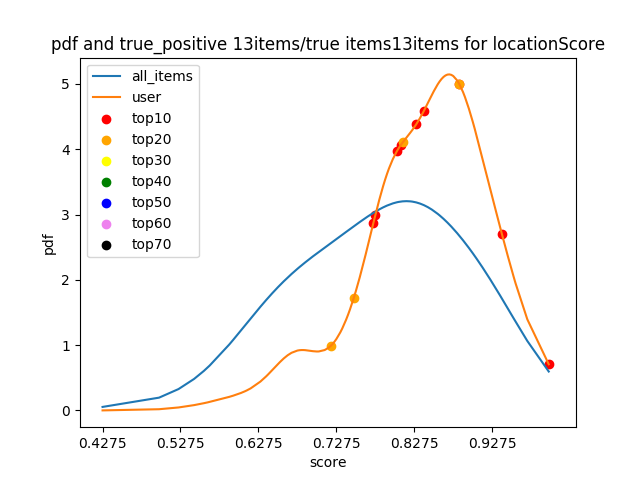 pdf and true_positive 13items/true items13items for locationScore
all_items
user
top10
top20
top30
top40
top50
top60
top70
5
4
3
2
1
0
pdf
0.4275 0.5275 0.6275 0.7275 0.8275 0.9275
score